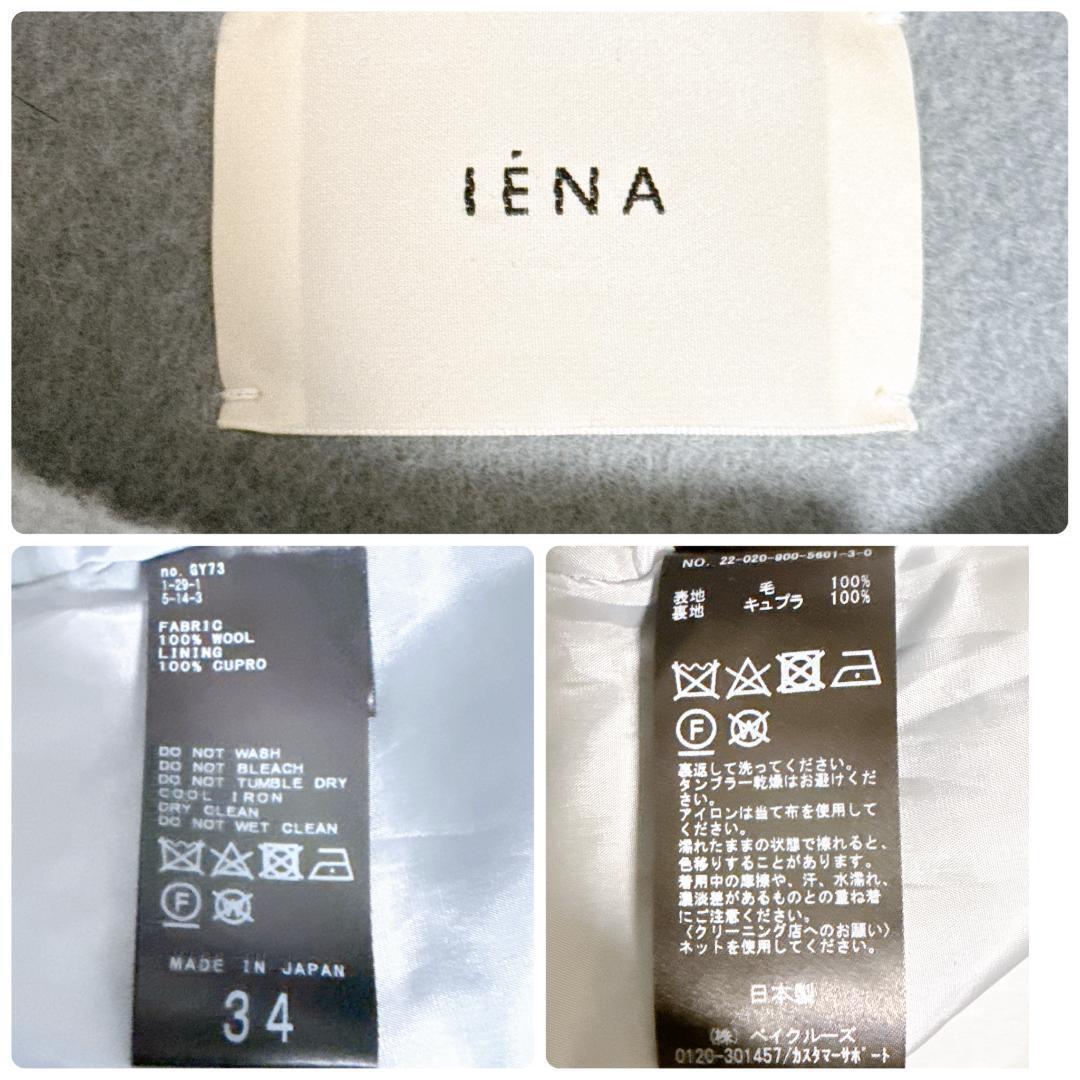 IÉNA
no. GY73
1-29-1
5-14-3
FABRIC
100% WOOL
LINING
100% CUPRO
DO NOT WASH
DO NOT BLEACH
DO NOT TUMBLE DRY
COOL IRON
DRY CLEAN
DO NOT WET CLEAN
F W
MADE IN JAPAN
34
NO. 22-020-900-5601-3-0
表地 毛 100%
裏地 キュプラ 100%
F W
裏返して洗ってください。
タンブラー乾燥はお避けくだ
さい。
アイロンは当て布を使用して
ください。
濡れたままの状態で擦れると、
色移りすることがあります。
着用中の摩擦や、汗、水濡れ、
濃淡差があるものとの重ね着
にご注意ください。
〈クリーニング店へのお願い〉
ネットを使用してください。
日本製
(株) ベイクルーズ
0120-301457/カスタマーサポート